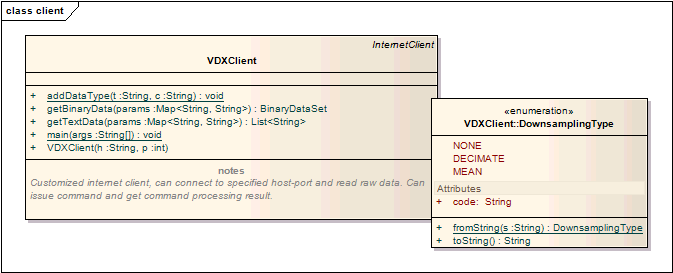 class client
InternetClient
VDXClient
+ addDataType(t :String, c :String) : void
+ getBinaryData(params :Map<String, String>) : BinaryDataSet
+ getTextData(params :Map<String, String>) : List<String>
+ main(args :String[]) : void
+ VDXClient(h :String, p :int)
notes
Customized internet client, can connect to specified host-port and read raw data. Can
issue command and get command processing result.
«enumeration»
VDXClient::DownsamplingType
NONE
DECIMATE
MEAN
Attributes
+ code: String
+ fromString(s :String) : DownsamplingType
+ toString() : String